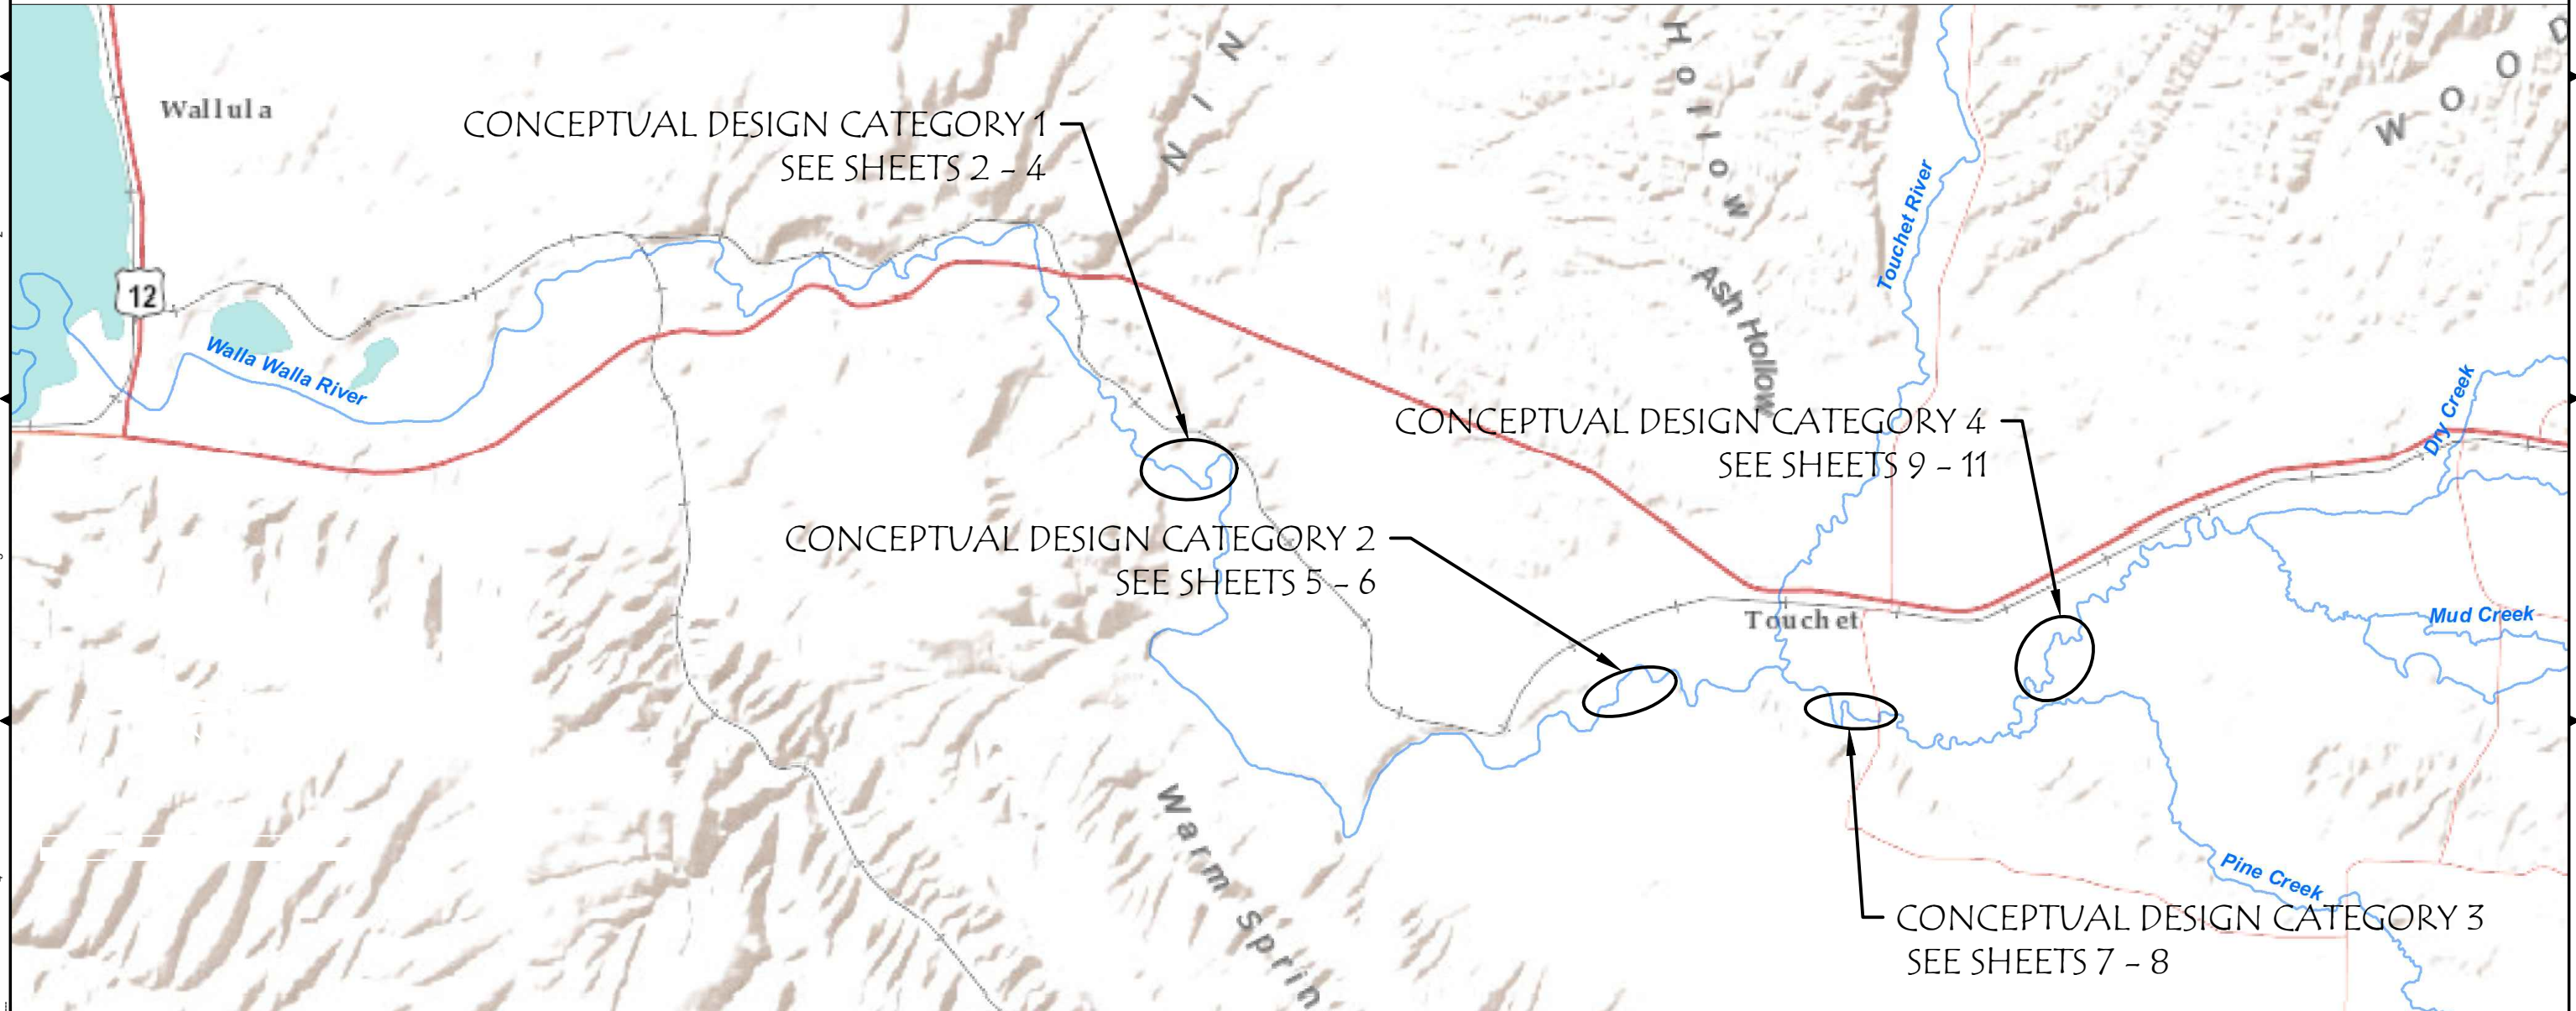 N I N
Hollow
W O O D
Wallula
CONCEPTUAL DESIGN CATEGORY 1
SEE SHEETS 2 - 4
Touchet River
12
Ash Hollow
Walla Walla River
CONCEPTUAL DESIGN CATEGORY 4
SEE SHEETS 9 - 11
Dry Creek
CONCEPTUAL DESIGN CATEGORY 2
SEE SHEETS 5 - 6
Touchet
Mud Creek
Warm Sprin
Pine Creek
CONCEPTUAL DESIGN CATEGORY 3
SEE SHEETS 7 - 8